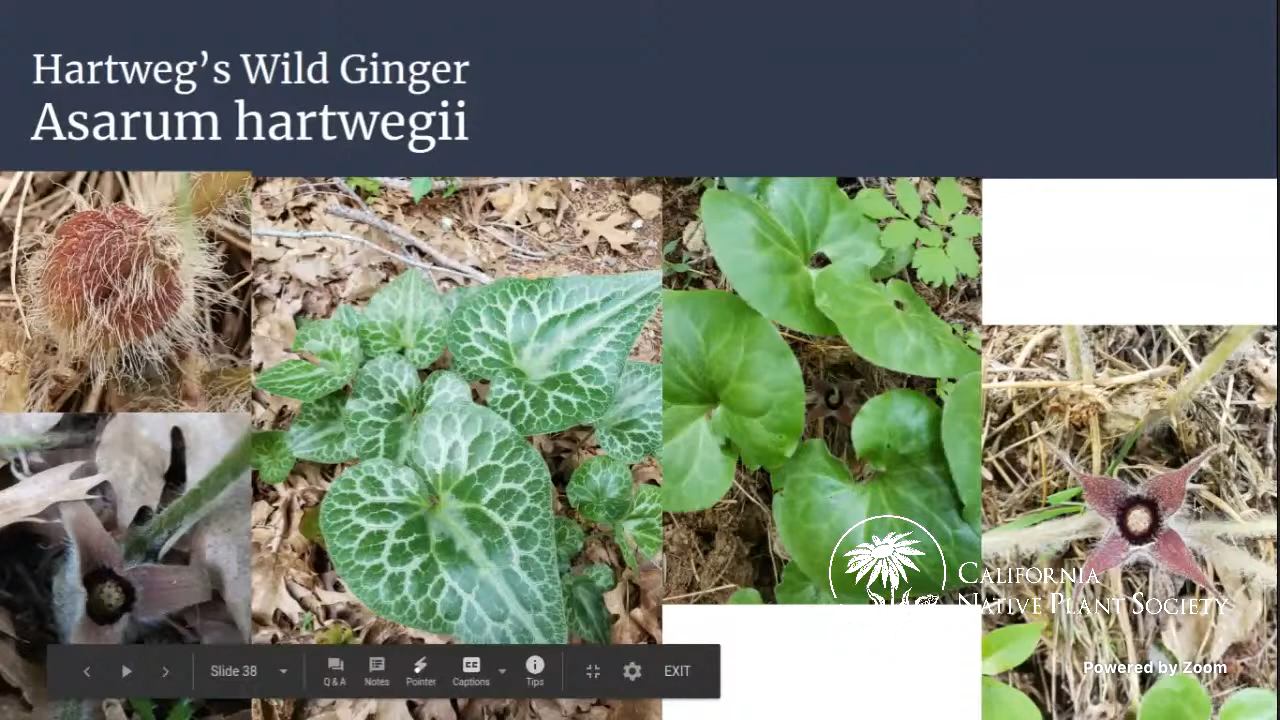 Hartweg’s Wild Ginger
Asarum hartwegii
CALIFORNIA
NATIVE PLANT SOCIETY
Powered by Zoom
Slide 38
Q & A
Notes
Pointer
CC
Captions
Tips
EXIT